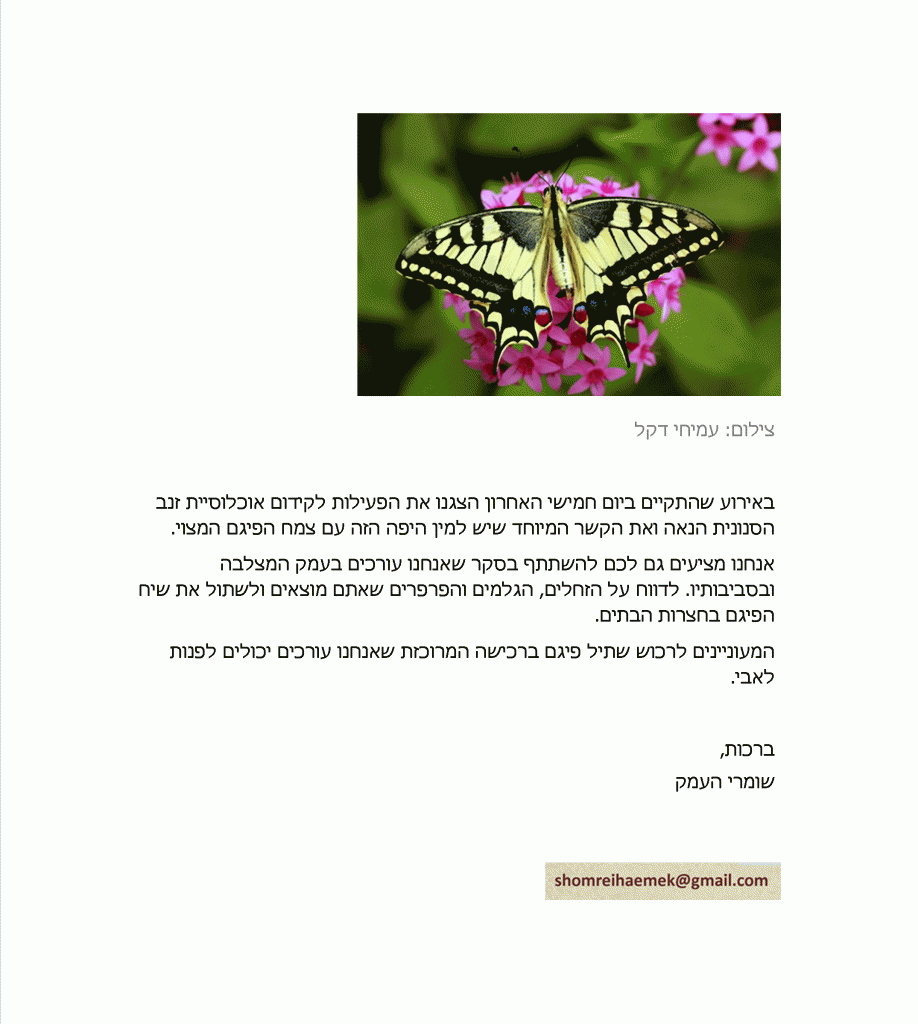 צילום: עמיחי דקל
באירוע שהתקיים ביום חמישי האחרון הצגנו את הפעילות לקידום אוכלוסיית זנב
הסנונית הנאה ואת הקשר המיוחד שיש למין היפה הזה עם צמח הפיגם המצוי.
אנחנו מציעים גם לכם להשתתף בסקר שאנחנו עורכים בעמק המצלבה
ובסביבותיו. לדווח על הזחלים, הגלמים והפרפרים שאתם מוצאים ולשתול את שיח
הפיגם בחצרות הבתים.
המעוניינים לרכוש שתיל פיגם ברכישה המרוכזת שאנחנו עורכים יכולים לפנות
לאבי.
ברכות,
שומרי העמק
shomreihaemek@gmail.com